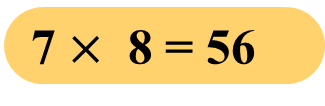 7 × 8 = 56